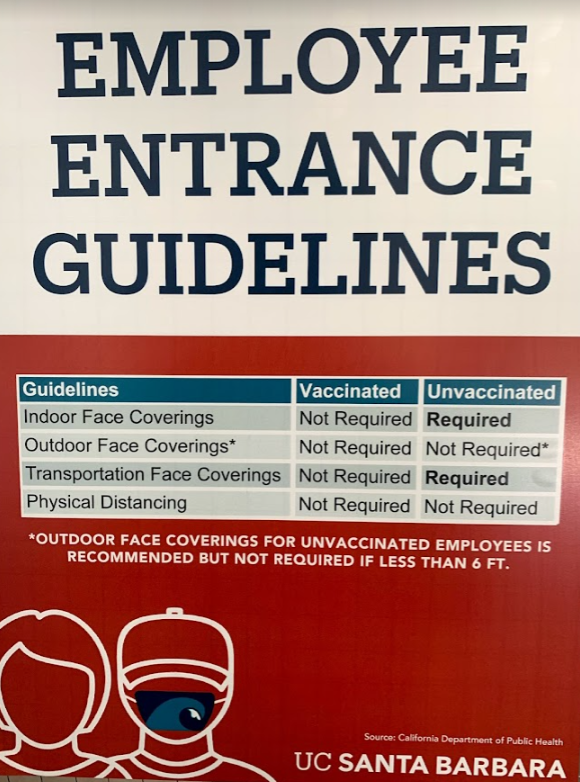 EMPLOYEE
ENTRANCE
GUIDELINES
Guidelines Vaccinated Unvaccinated
Indoor Face Coverings Not Required Required
Outdoor Face Coverings* Not Required Not Required*
Transportation Face Coverings Not Required Required
Physical Distancing Not Required Not Required
*OUTDOOR FACE COVERINGS FOR UNVACCINATED EMPLOYEES IS
RECOMMENDED BUT NOT REQUIRED IF LESS THAN 6 FT.
Source: California Department of Public Health
UC SANTA BARBARA